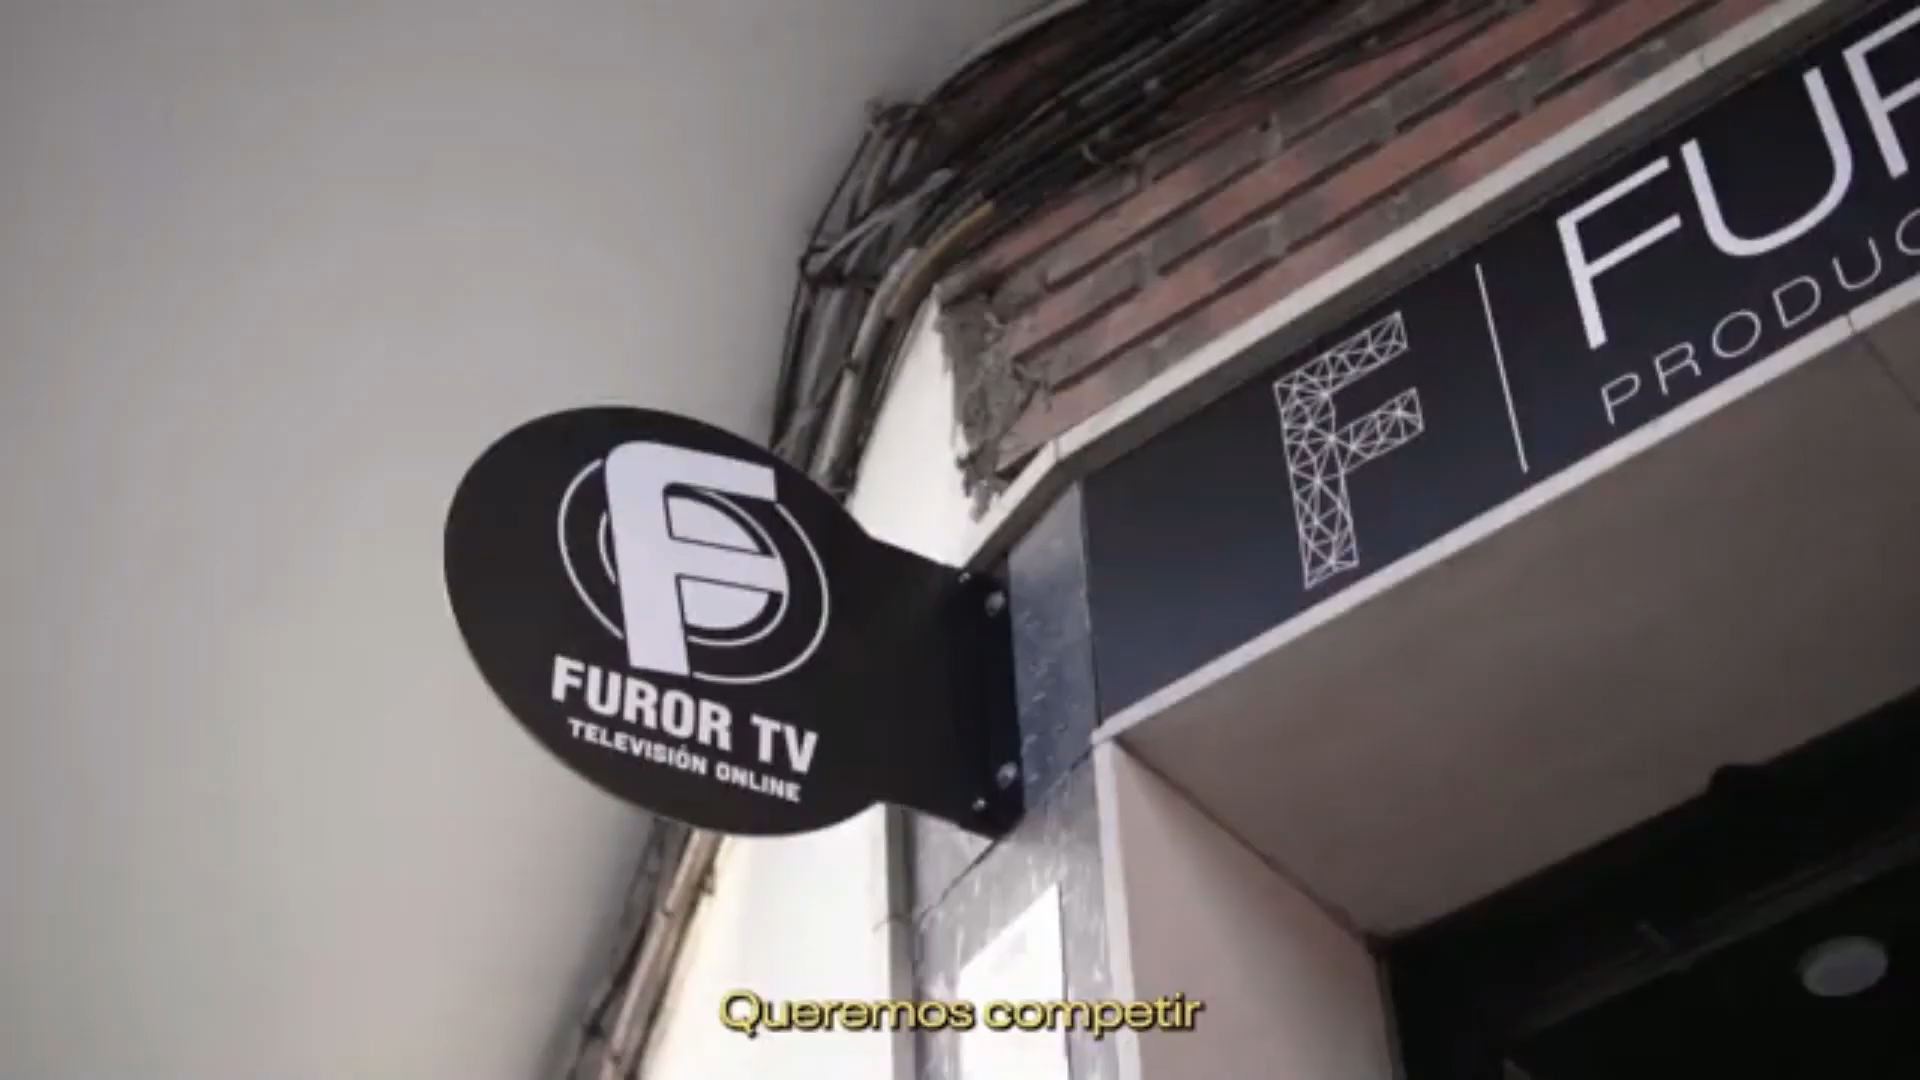 FUROR TV
TELEVISIÓN ONLINE
F
FUR
PRODUC
Queremos competir